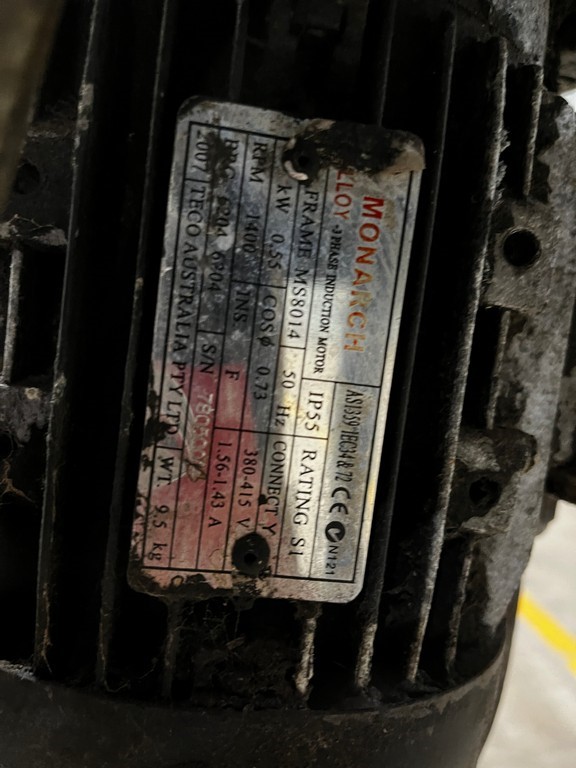 MONARCH AS1359 IEC34 & 72 CE N121
ALLOY -3 PHASE INDUCTION MOTOR IP55 RATING S1
FRAME MS8014 50 Hz CONNECT Y
kW 0.55 COSØ 0.73 380-415 V
RPM 1400 INS. F 1.56-1.43 A
BRG 6204 6204 S/N
2007 TECO AUSTRALIA PTY LTD WT. 9.5 kg